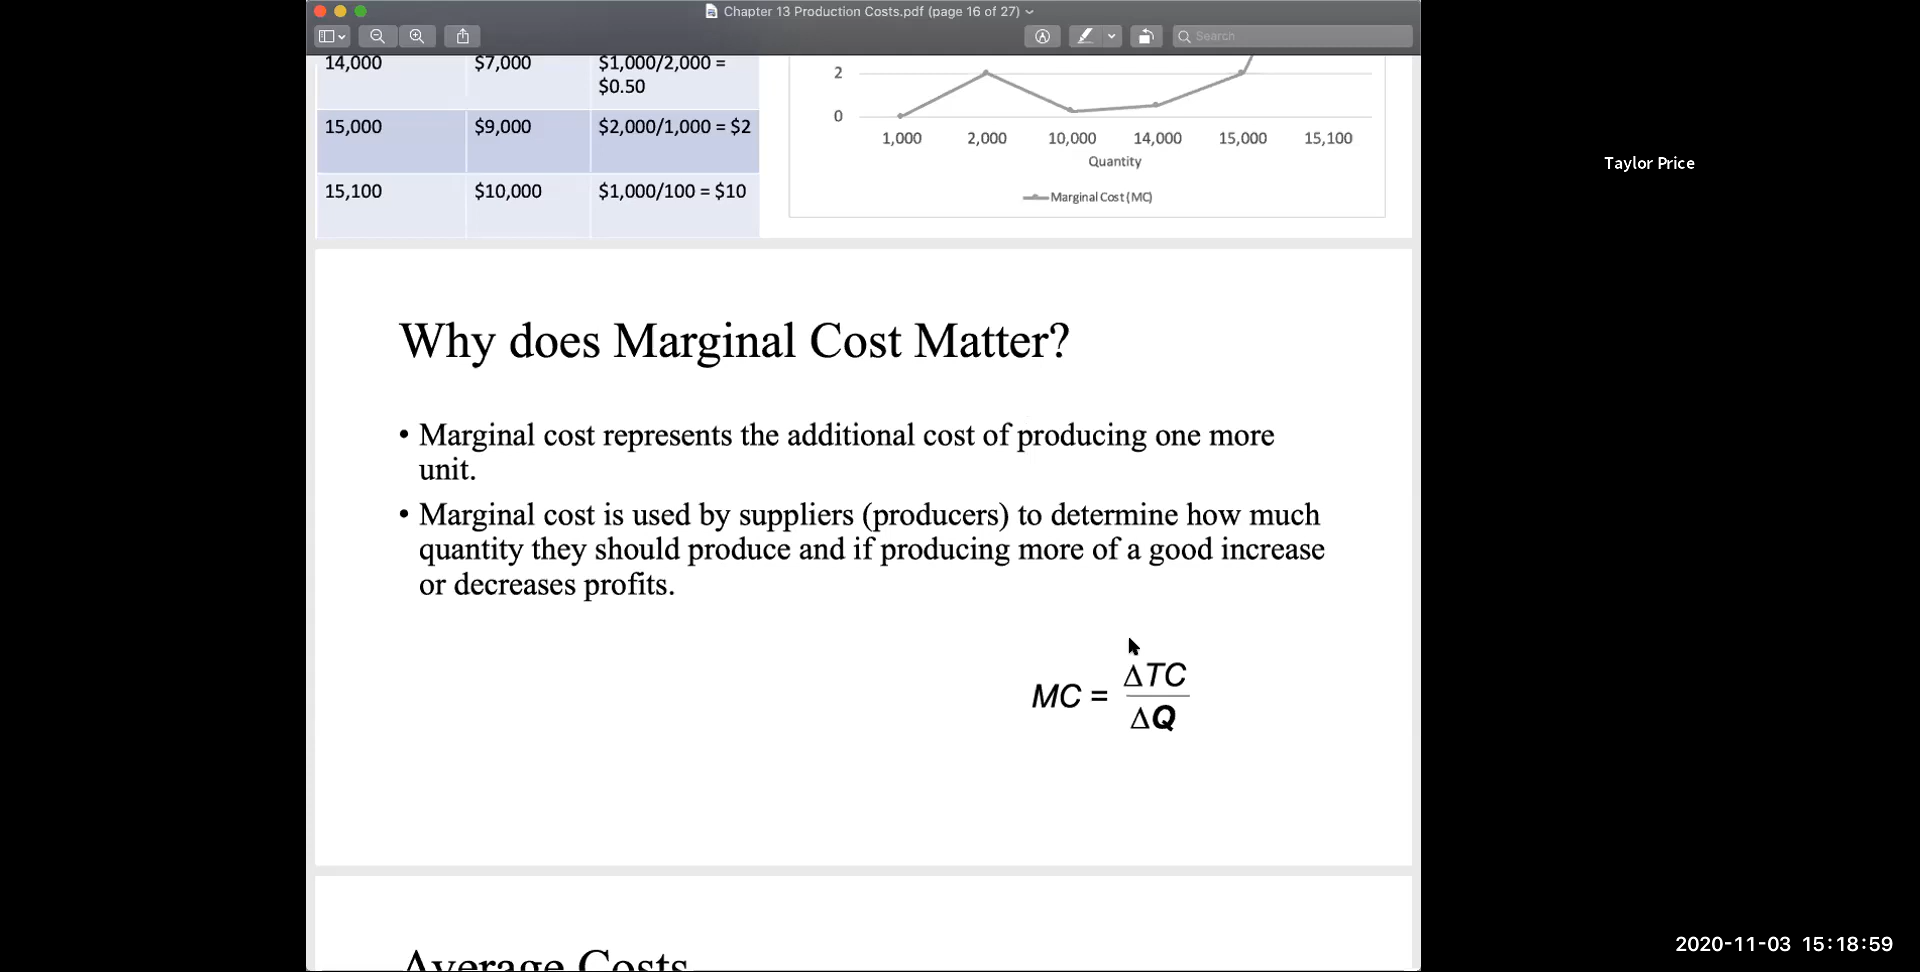 Chapter 13 Production Costs.pdf (page 16 of 27)
Search
14,000 $7,000 $1,000/2,000 =
$0.50
15,000 $9,000 $2,000/1,000 = $2
15,100 $10,000 $1,000/100 = $10
2
0
1,000 2,000 10,000 14,000 15,000 15,100
Quantity
Marginal Cost (MC)
Taylor Price
Why does Marginal Cost Matter?
• Marginal cost represents the additional cost of producing one more
unit.
• Marginal cost is used by suppliers (producers) to determine how much
quantity they should produce and if producing more of a good increase
or decreases profits.
MC = ΔTC
ΔQ
Average Costs
2020-11-03 15:18:59